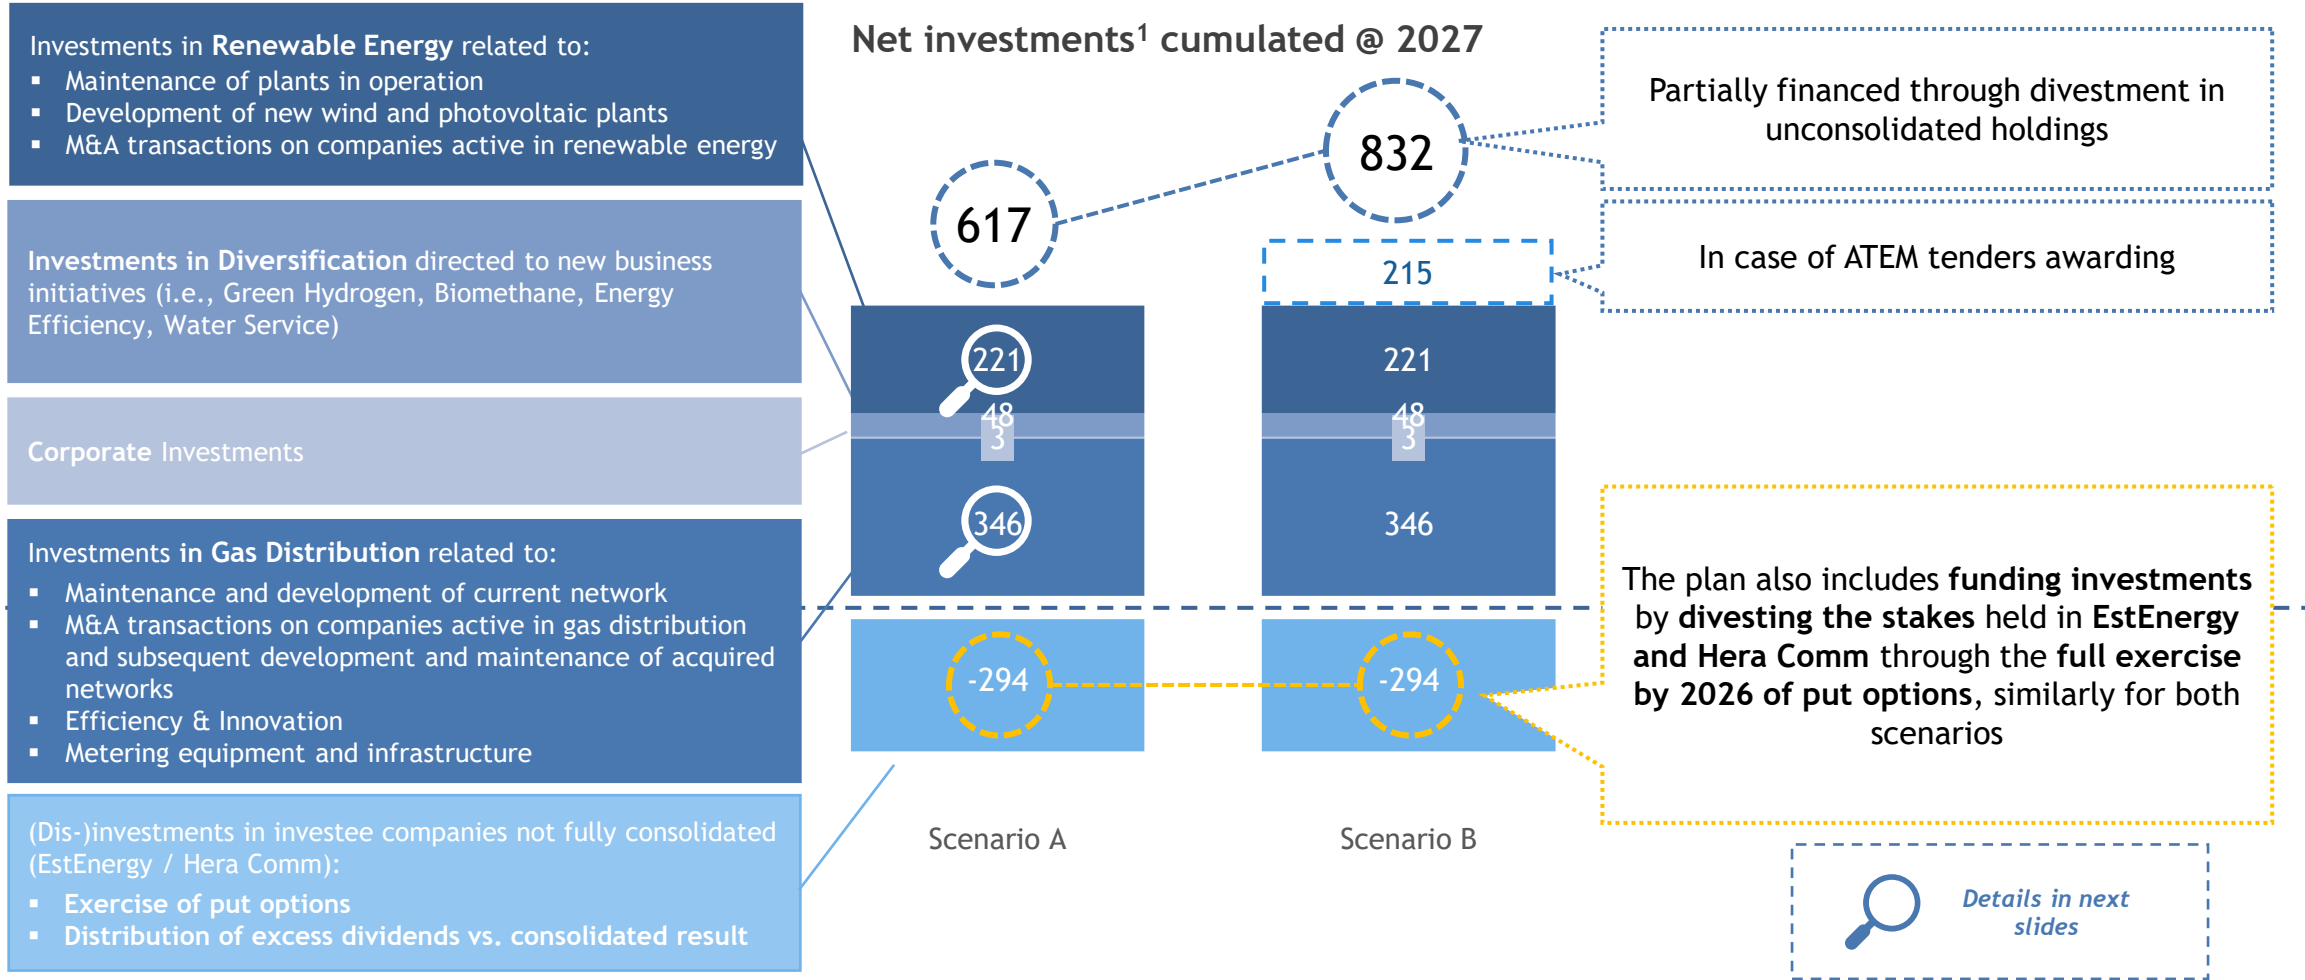 Net investments¹ cumulated @ 2027
Investments in Renewable Energy related to:
▪ Maintenance of plants in operation
▪ Development of new wind and photovoltaic plants
▪ M&A transactions on companies active in renewable energy
Investments in Diversification directed to new business
initiatives (i.e., Green Hydrogen, Biomethane, Energy
Efficiency, Water Service)
Corporate Investments
Investments in Gas Distribution related to:
▪ Maintenance and development of current network
▪ M&A transactions on companies active in gas distribution
and subsequent development and maintenance of acquired
networks
▪ Efficiency & Innovation
▪ Metering equipment and infrastructure
(Dis-)investments in investee companies not fully consolidated
(EstEnergy / Hera Comm):
▪ Exercise of put options
▪ Distribution of excess dividends vs. consolidated result
617
221
48
3
346
-294
Scenario A
832
215
221
48
3
346
-294
Scenario B
Partially financed through divestment in
unconsolidated holdings
In case of ATEM tenders awarding
The plan also includes funding investments
by divesting the stakes held in EstEnergy
and Hera Comm through the full exercise
by 2026 of put options, similarly for both
scenarios
Details in next
slides